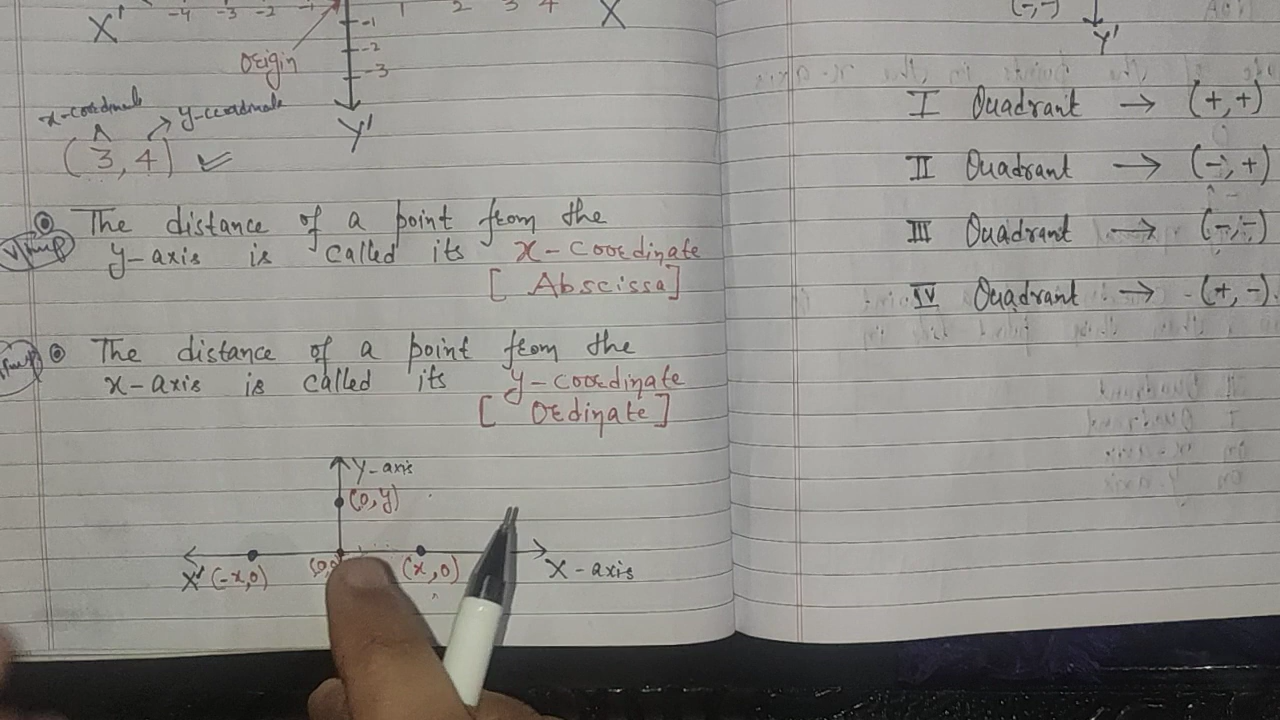 X' -4 -3 -2 1 2 3 4 X
-1
-2
-3
Origin
Y'
x-coordinate y-coordinate
(3,4)
The distance of a point from the
y-axis is called its x-coordinate
[Abscissa]
The distance of a point from the
x-axis is called its y-coordinate
[Ordinate]
Y-axis
(0,y)
X' (-x,0) (x,0) X-axis
(-,-)
Y'
I Quadrant → (+,+)
II Quadrant → (-,+)
III Quadrant → (-,-)
IV Quadrant → (+,-).